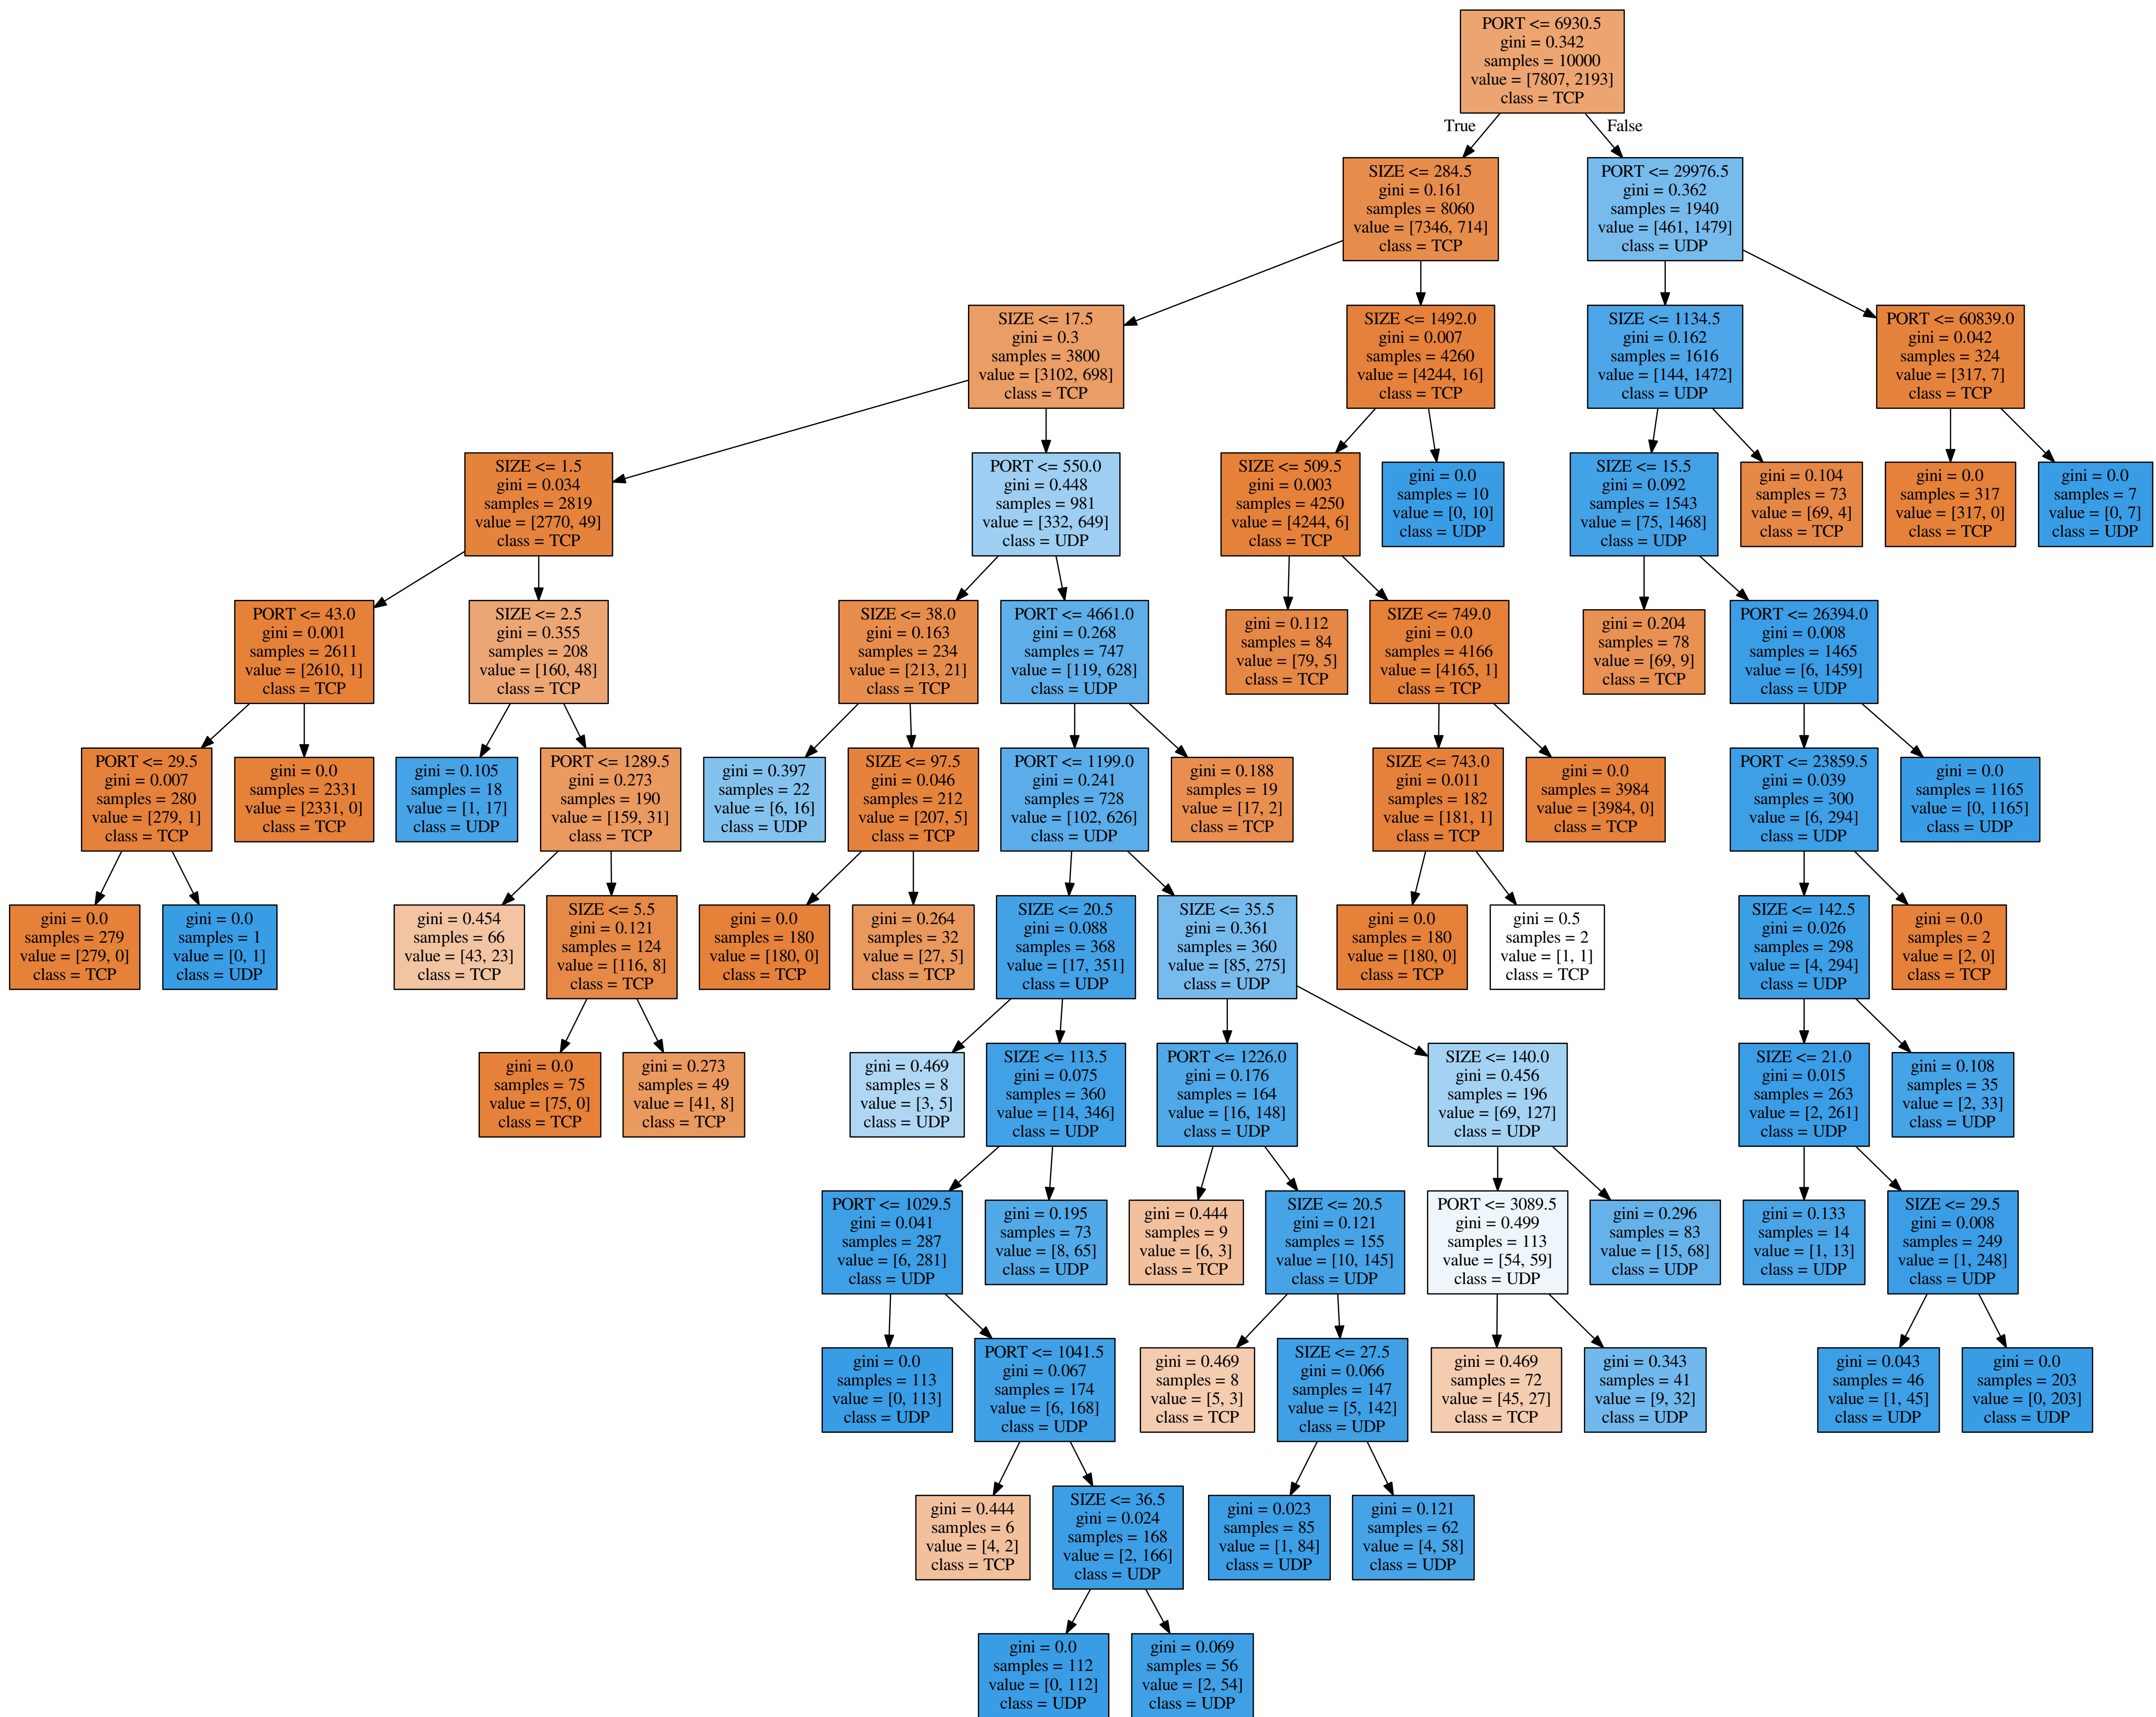 PORT <= 6930.5
gini = 0.342
samples = 10000
value = [7807, 2193]
class = TCP
True
False
SIZE <= 284.5
gini = 0.161
samples = 8060
value = [7346, 714]
class = TCP
PORT <= 29976.5
gini = 0.362
samples = 1940
value = [461, 1479]
class = UDP
SIZE <= 17.5
gini = 0.3
samples = 3800
value = [3102, 698]
class = TCP
SIZE <= 1492.0
gini = 0.007
samples = 4260
value = [4244, 16]
class = TCP
SIZE <= 1134.5
gini = 0.162
samples = 1616
value = [144, 1472]
class = UDP
PORT <= 60839.0
gini = 0.042
samples = 324
value = [317, 7]
class = TCP
SIZE <= 1.5
gini = 0.034
samples = 2819
value = [2770, 49]
class = TCP
PORT <= 550.0
gini = 0.448
samples = 981
value = [332, 649]
class = UDP
SIZE <= 509.5
gini = 0.003
samples = 4250
value = [4244, 6]
class = TCP
gini = 0.0
samples = 10
value = [0, 10]
class = UDP
SIZE <= 15.5
gini = 0.092
samples = 1543
value = [75, 1468]
class = UDP
gini = 0.104
samples = 73
value = [69, 4]
class = TCP
gini = 0.0
samples = 317
value = [317, 0]
class = TCP
gini = 0.0
samples = 7
value = [0, 7]
class = UDP
PORT <= 43.0
gini = 0.001
samples = 2611
value = [2610, 1]
class = TCP
SIZE <= 2.5
gini = 0.355
samples = 208
value = [160, 48]
class = TCP
SIZE <= 38.0
gini = 0.163
samples = 234
value = [213, 21]
class = TCP
PORT <= 4661.0
gini = 0.268
samples = 747
value = [119, 628]
class = UDP
gini = 0.112
samples = 84
value = [79, 5]
class = TCP
SIZE <= 749.0
gini = 0.0
samples = 4166
value = [4165, 1]
class = TCP
gini = 0.204
samples = 78
value = [69, 9]
class = TCP
PORT <= 26394.0
gini = 0.008
samples = 1465
value = [6, 1459]
class = UDP
PORT <= 29.5
gini = 0.007
samples = 280
value = [279, 1]
class = TCP
gini = 0.0
samples = 2331
value = [2331, 0]
class = TCP
gini = 0.105
samples = 18
value = [1, 17]
class = UDP
PORT <= 1289.5
gini = 0.273
samples = 190
value = [159, 31]
class = TCP
gini = 0.397
samples = 22
value = [6, 16]
class = UDP
SIZE <= 97.5
gini = 0.046
samples = 212
value = [207, 5]
class = TCP
PORT <= 1199.0
gini = 0.241
samples = 728
value = [102, 626]
class = UDP
gini = 0.188
samples = 19
value = [17, 2]
class = TCP
SIZE <= 743.0
gini = 0.011
samples = 182
value = [181, 1]
class = TCP
gini = 0.0
samples = 3984
value = [3984, 0]
class = TCP
PORT <= 23859.5
gini = 0.039
samples = 300
value = [6, 294]
class = UDP
gini = 0.0
samples = 1165
value = [0, 1165]
class = UDP
gini = 0.0
samples = 279
value = [279, 0]
class = TCP
gini = 0.0
samples = 1
value = [0, 1]
class = UDP
gini = 0.454
samples = 66
value = [43, 23]
class = TCP
SIZE <= 5.5
gini = 0.121
samples = 124
value = [116, 8]
class = TCP
gini = 0.0
samples = 180
value = [180, 0]
class = TCP
gini = 0.264
samples = 32
value = [27, 5]
class = TCP
SIZE <= 20.5
gini = 0.088
samples = 368
value = [17, 351]
class = UDP
SIZE <= 35.5
gini = 0.361
samples = 360
value = [85, 275]
class = UDP
gini = 0.0
samples = 180
value = [180, 0]
class = TCP
gini = 0.5
samples = 2
value = [1, 1]
class = TCP
SIZE <= 142.5
gini = 0.026
samples = 298
value = [4, 294]
class = UDP
gini = 0.0
samples = 2
value = [2, 0]
class = TCP
gini = 0.0
samples = 75
value = [75, 0]
class = TCP
gini = 0.273
samples = 49
value = [41, 8]
class = TCP
gini = 0.469
samples = 8
value = [3, 5]
class = UDP
SIZE <= 113.5
gini = 0.075
samples = 360
value = [14, 346]
class = UDP
PORT <= 1226.0
gini = 0.176
samples = 164
value = [16, 148]
class = UDP
SIZE <= 140.0
gini = 0.456
samples = 196
value = [69, 127]
class = UDP
SIZE <= 21.0
gini = 0.015
samples = 263
value = [2, 261]
class = UDP
gini = 0.108
samples = 35
value = [2, 33]
class = UDP
PORT <= 1029.5
gini = 0.041
samples = 287
value = [6, 281]
class = UDP
gini = 0.195
samples = 73
value = [8, 65]
class = UDP
gini = 0.444
samples = 9
value = [6, 3]
class = TCP
SIZE <= 20.5
gini = 0.121
samples = 155
value = [10, 145]
class = UDP
PORT <= 3089.5
gini = 0.499
samples = 113
value = [54, 59]
class = UDP
gini = 0.296
samples = 83
value = [15, 68]
class = UDP
gini = 0.133
samples = 14
value = [1, 13]
class = UDP
SIZE <= 29.5
gini = 0.008
samples = 249
value = [1, 248]
class = UDP
gini = 0.0
samples = 113
value = [0, 113]
class = UDP
PORT <= 1041.5
gini = 0.067
samples = 174
value = [6, 168]
class = UDP
gini = 0.469
samples = 8
value = [5, 3]
class = TCP
SIZE <= 27.5
gini = 0.066
samples = 147
value = [5, 142]
class = UDP
gini = 0.469
samples = 72
value = [45, 27]
class = TCP
gini = 0.343
samples = 41
value = [9, 32]
class = UDP
gini = 0.043
samples = 46
value = [1, 45]
class = UDP
gini = 0.0
samples = 203
value = [0, 203]
class = UDP
gini = 0.444
samples = 6
value = [4, 2]
class = TCP
SIZE <= 36.5
gini = 0.024
samples = 168
value = [2, 166]
class = UDP
gini = 0.023
samples = 85
value = [1, 84]
class = UDP
gini = 0.121
samples = 62
value = [4, 58]
class = UDP
gini = 0.0
samples = 112
value = [0, 112]
class = UDP
gini = 0.069
samples = 56
value = [2, 54]
class = UDP